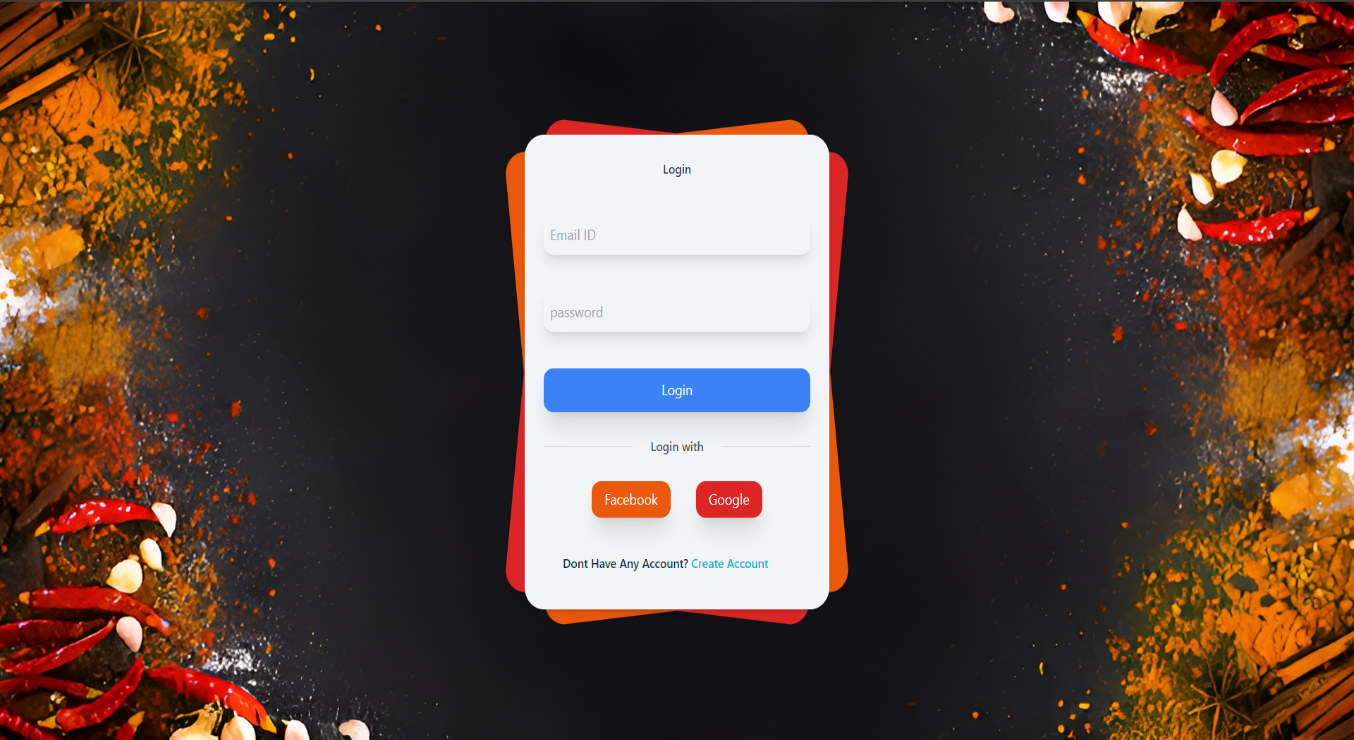 Login
Email ID
password
Login
Login with
Facebook Google
Dont Have Any Account? Create Account